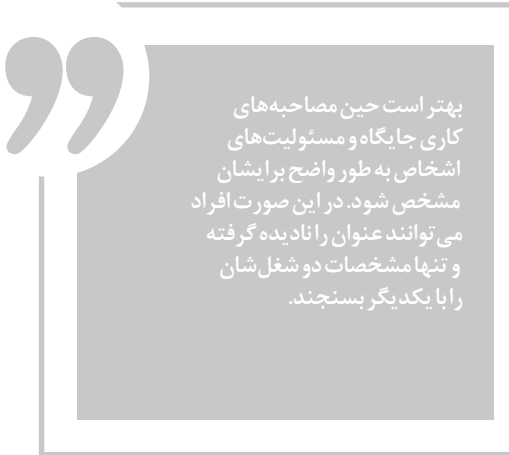 بهتر است حین مصاحبه‌های
کاری جایگاه و مسئولیت‌های
اشخاص به طور واضح برایشان
مشخص شود. در این صورت افراد
می‌توانند عنوان را نادیده گرفته
و تنها مشخصات دو شغل‌شان
را با یکدیگر بسنجند.